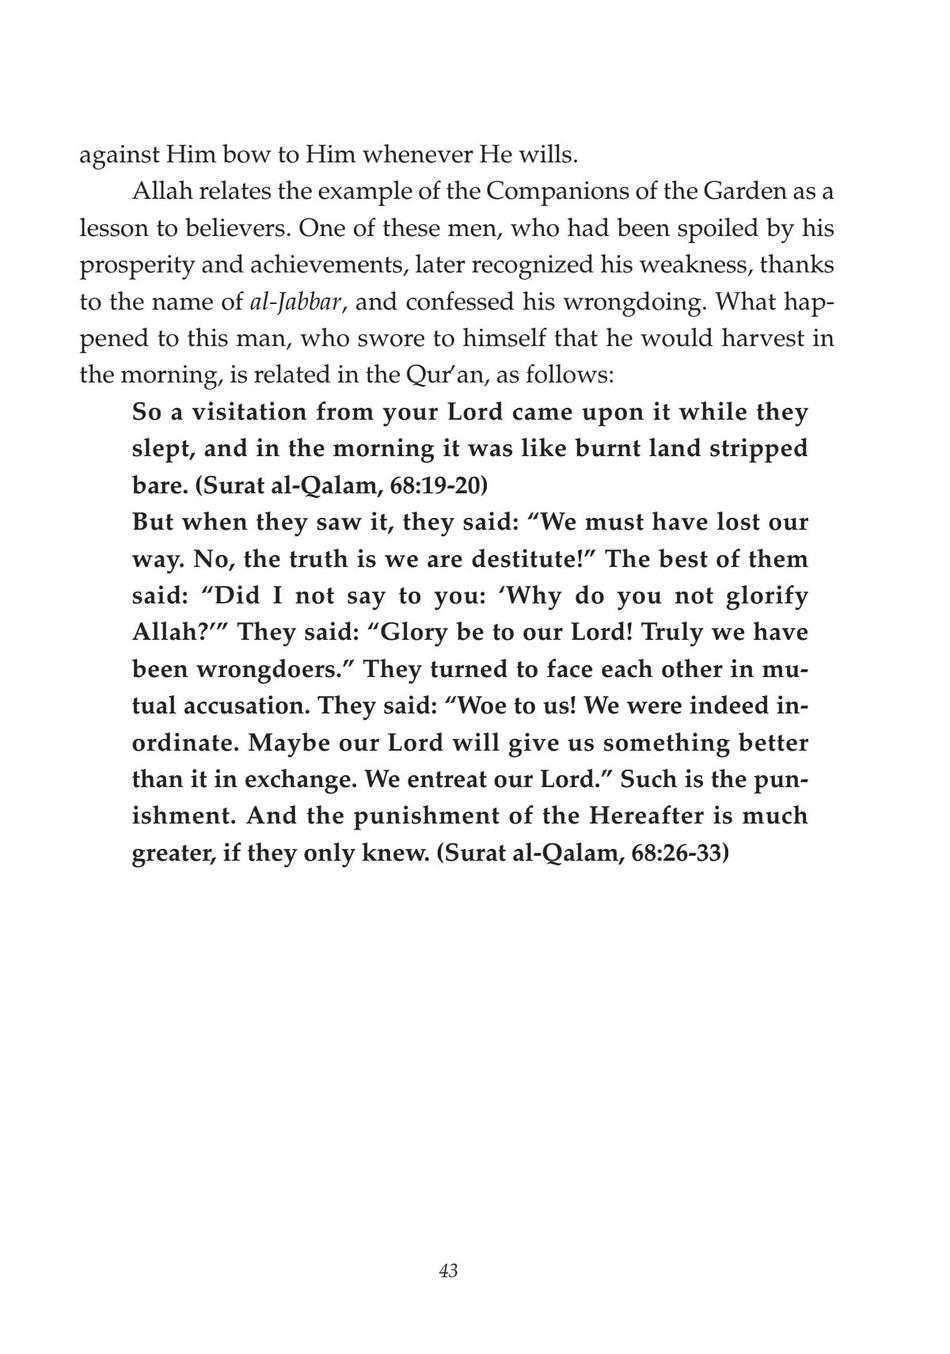 against Him bow to Him whenever He wills.
Allah relates the example of the Companions of the Garden as a
lesson to believers. One of these men, who had been spoiled by his
prosperity and achievements, later recognized his weakness, thanks
to the name of al-Jabbar, and confessed his wrongdoing. What hap-
pened to this man, who swore to himself that he would harvest in
the morning, is related in the Qur’an, as follows:
So a visitation from your Lord came upon it while they
slept, and in the morning it was like burnt land stripped
bare. (Surat al-Qalam, 68:19-20)
But when they saw it, they said: “We must have lost our
way. No, the truth is we are destitute!” The best of them
said: “Did I not say to you: ‘Why do you not glorify
Allah?’” They said: “Glory be to our Lord! Truly we have
been wrongdoers.” They turned to face each other in mu-
tual accusation. They said: “Woe to us! We were indeed in-
ordinate. Maybe our Lord will give us something better
than it in exchange. We entreat our Lord.” Such is the pun-
ishment. And the punishment of the Hereafter is much
greater, if they only knew. (Surat al-Qalam, 68:26-33)
43